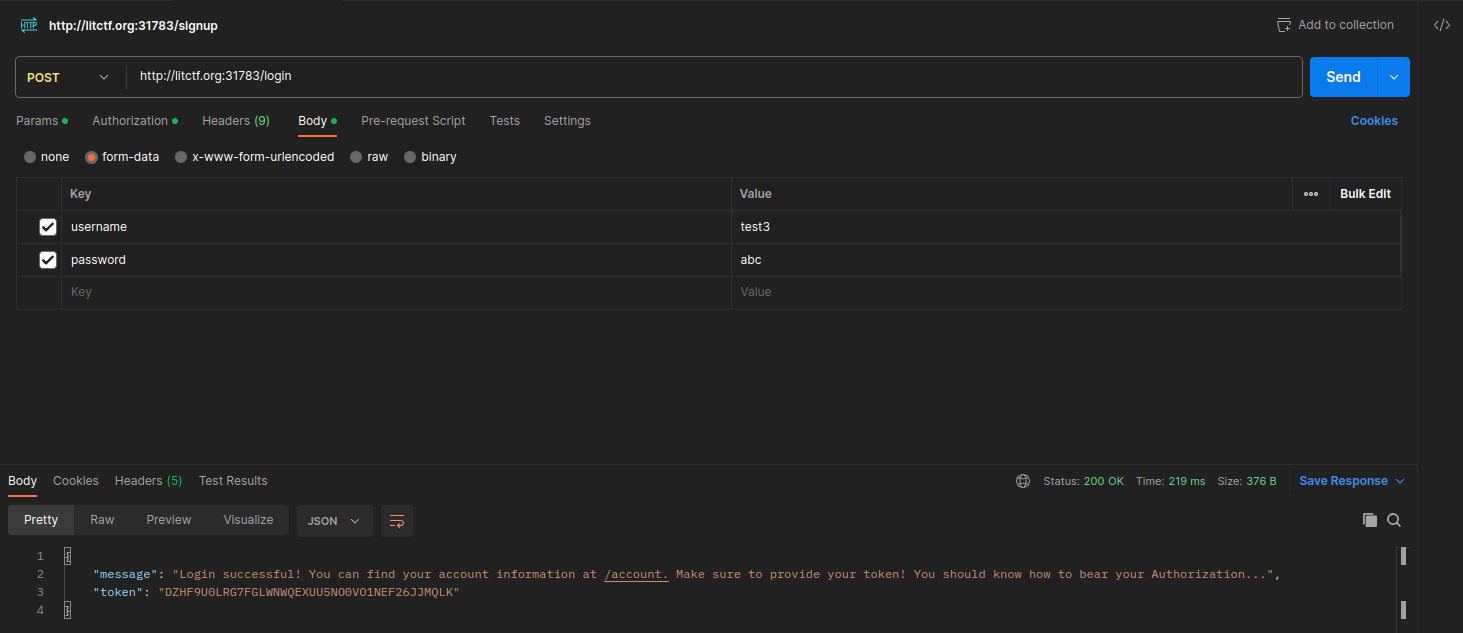 HTTP http://litctf.org:31783/signup Add to collection </>
POST http://litctf.org:31783/login Send
Params Authorization Headers (9) Body Pre-request Script Tests Settings Cookies
none form-data x-www-form-urlencoded raw binary
Key Value Bulk Edit
username test3
password abc
Key Value
Body Cookies Headers (5) Test Results Status: 200 OK Time: 219 ms Size: 376 B Save Response
Pretty Raw Preview Visualize JSON
1 {
2 "message": "Login successful! You can find your account information at /account. Make sure to provide your token! You should know how to bear your Authorization...",
3 "token": "DZHF9U0LRG7FGLWNWQEXUU5NO0VO1NEF26JJMQLK"
4 }